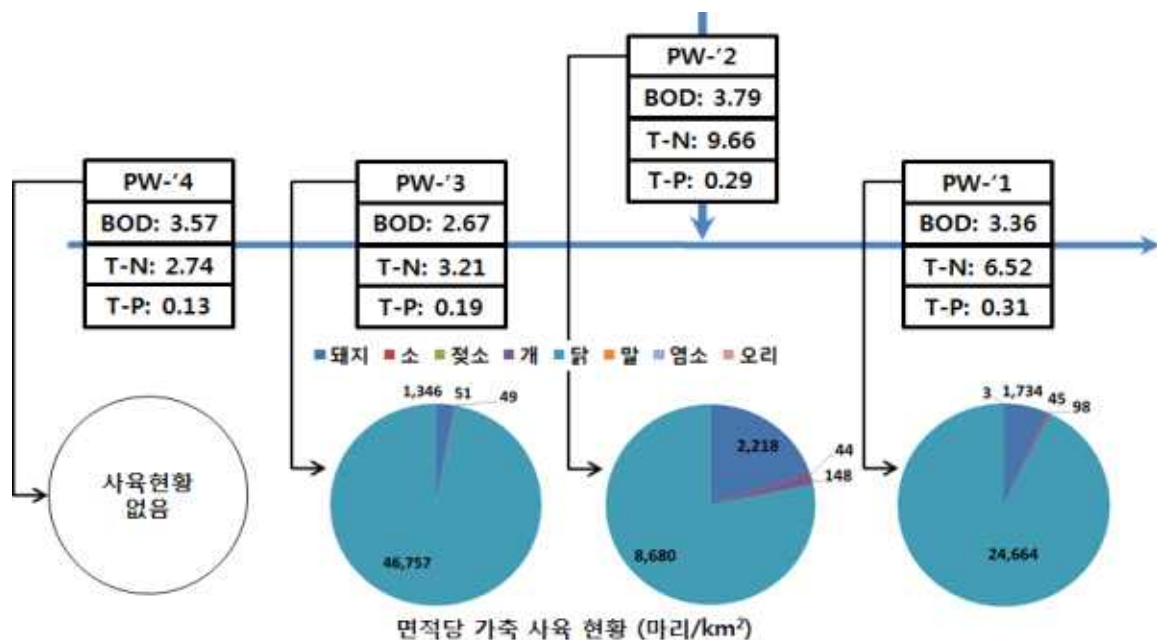 PW-'2
BOD: 3.79
T-N: 9.66
T-P: 0.29
PW-'4
BOD: 3.57
T-N: 2.74
T-P: 0.13
PW-'3
BOD: 2.67
T-N: 3.21
T-P: 0.19
PW-'1
BOD: 3.36
T-N: 6.52
T-P: 0.31
돼지 소 젖소 개 닭 말 염소 오리
사육현황
없음
1,346 51 49
46,757
2,218
44
148
8,680
3 1,734 45
98
24,664
면적당 가축 사육 현황 (마리/km²)